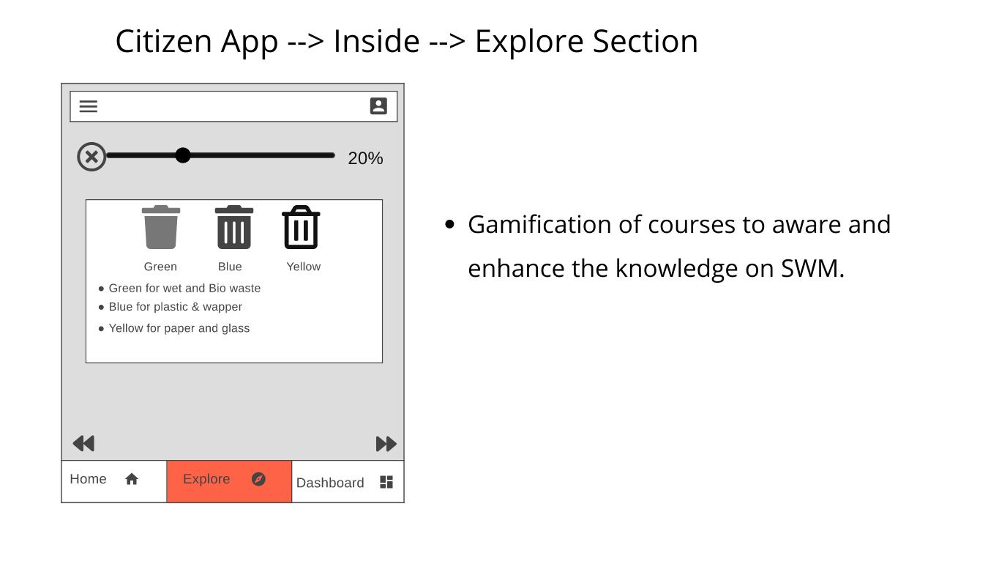 Citizen App --> Inside --> Explore Section
20%
Green Blue Yellow
● Green for wet and Bio waste
● Blue for plastic & wapper
● Yellow for paper and glass
• Gamification of courses to aware and
enhance the knowledge on SWM.
Home Explore Dashboard